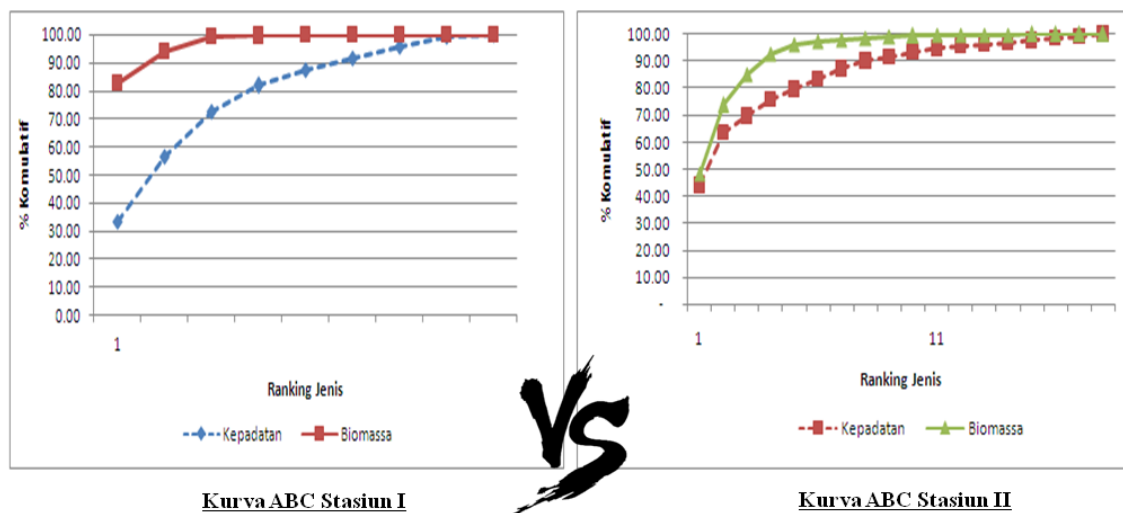 100.00
90.00
80.00
70.00
60.00
50.00
40.00
30.00
20.00
10.00
0.00
% Komulatif
1
Ranking Jenis
Kepadatan Biomassa
Kurva ABC Stasiun I
VS
100.00
90.00
80.00
70.00
60.00
50.00
40.00
30.00
20.00
10.00
-
% Komulatif
1 11
Ranking Jenis
Kepadatan Biomassa
Kurva ABC Stasiun II